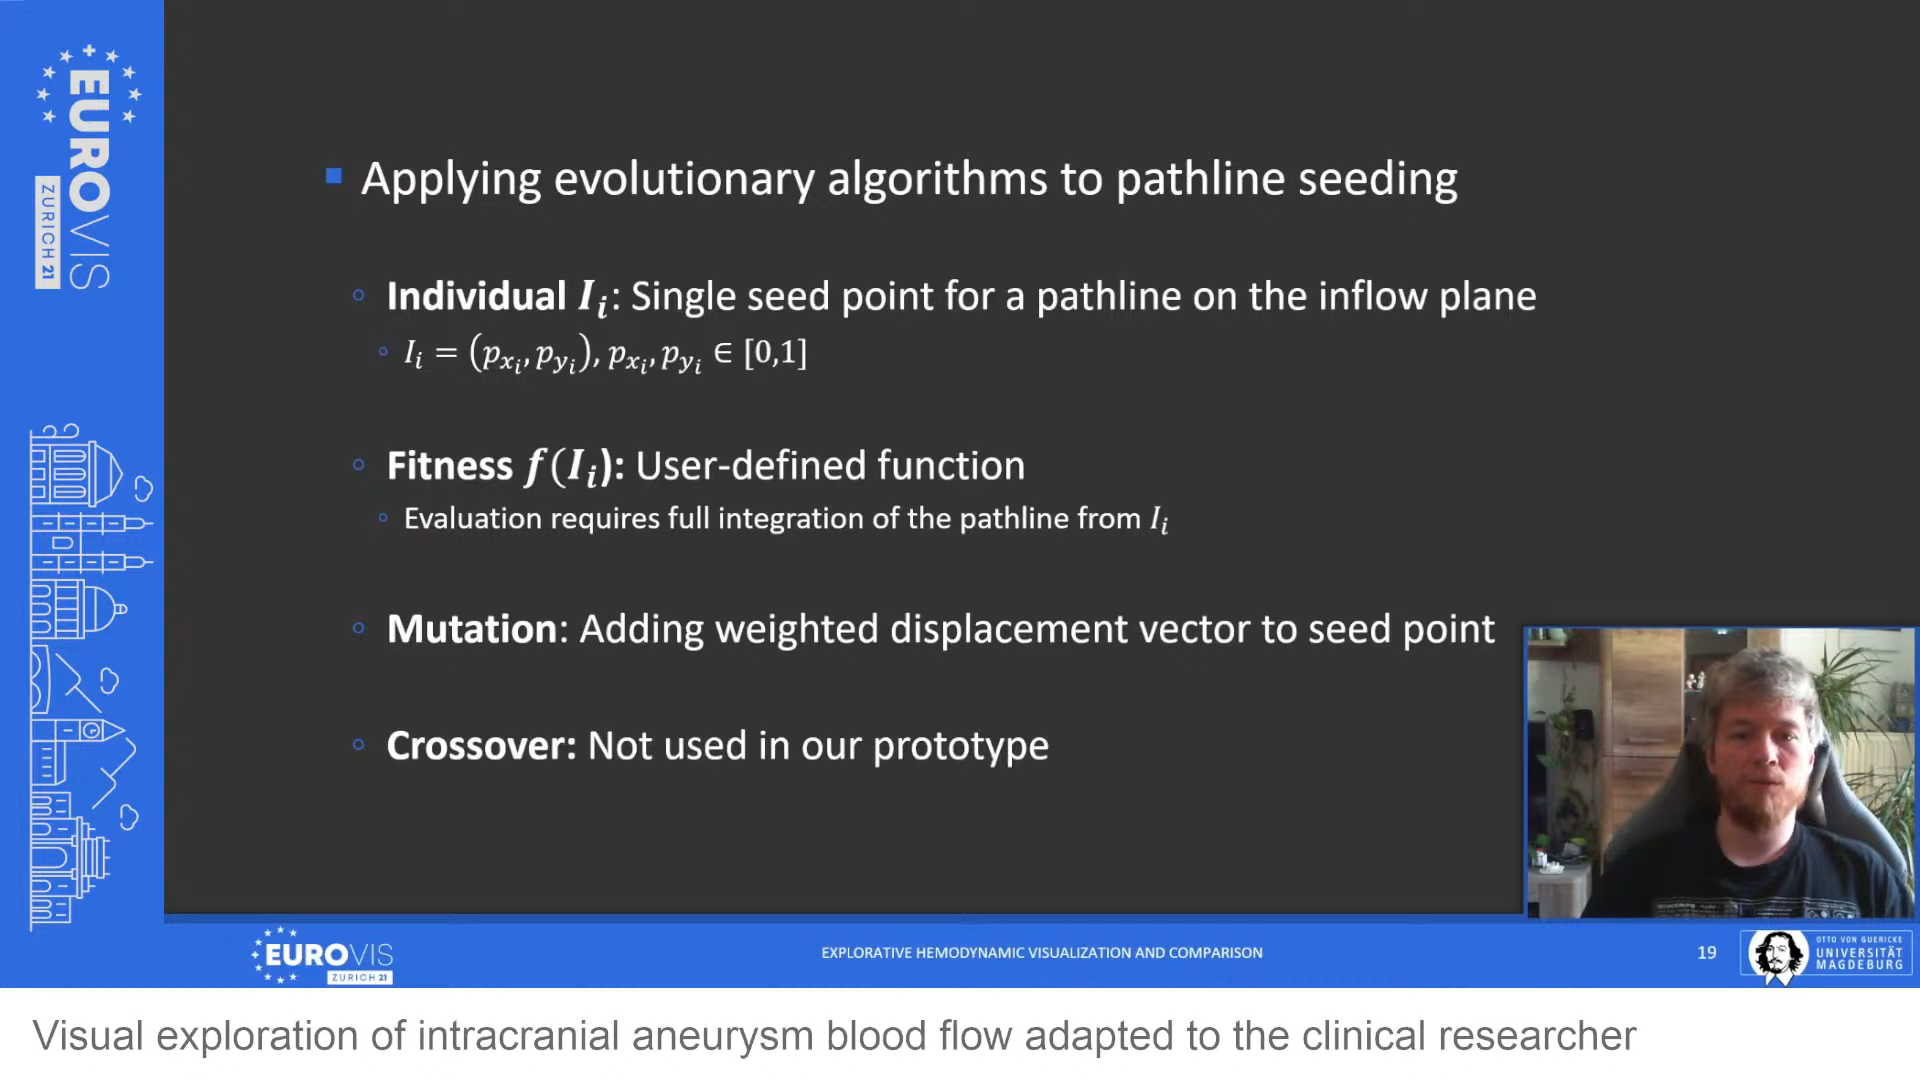 EUROVIS
ZURICH 21
▪ Applying evolutionary algorithms to pathline seeding
◦ Individual Iᵢ: Single seed point for a pathline on the inflow plane
◦ Iᵢ = (p_{x_i}, p_{y_i}), p_{x_i}, p_{y_i} ∈ [0,1]
◦ Fitness f(Iᵢ): User-defined function
◦ Evaluation requires full integration of the pathline from Iᵢ
◦ Mutation: Adding weighted displacement vector to seed point
◦ Crossover: Not used in our prototype
EUROVIS
ZURICH 21
EXPLORATIVE HEMODYNAMIC VISUALIZATION AND COMPARISON
19
OTTO VON GUERICKE
UNIVERSITÄT
MAGDEBURG
Visual exploration of intracranial aneurysm blood flow adapted to the clinical researcher